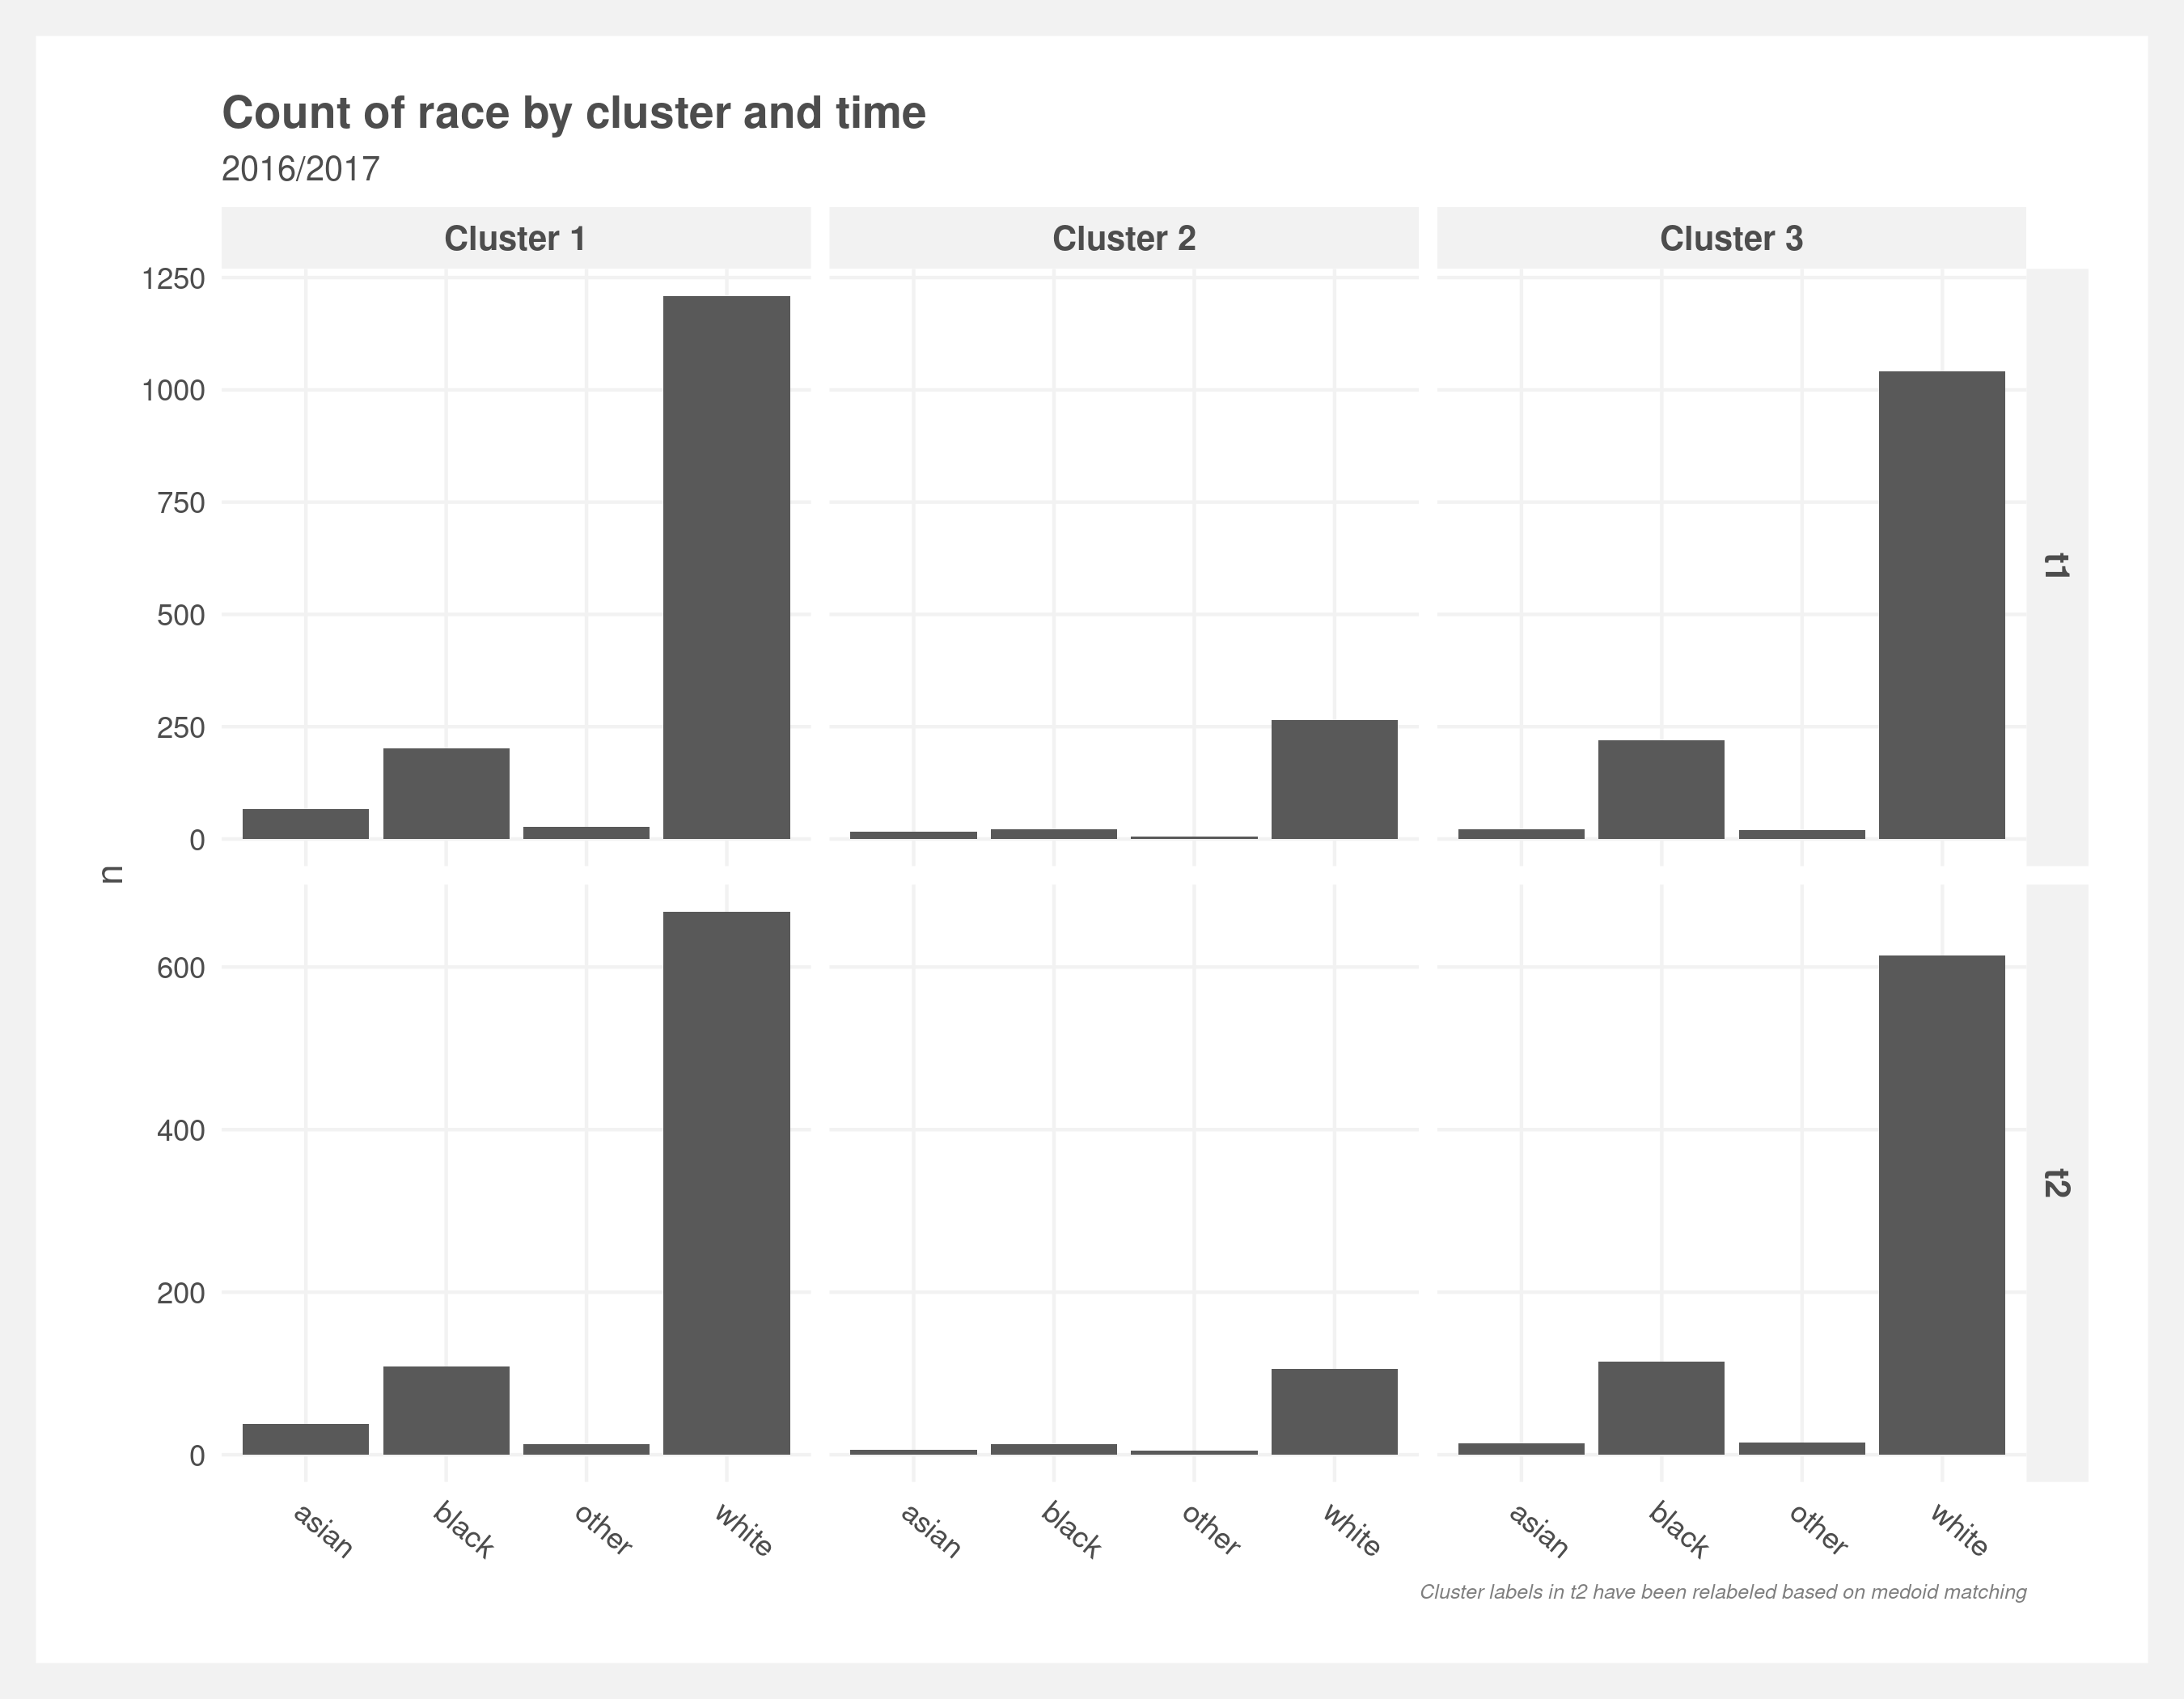 Count of race by cluster and time
2016/2017
Cluster 1 Cluster 2 Cluster 3
1250
1000
750
500
250
0
t1
n
600
400
200
0
t2
asian black other white asian black other white asian black other white
Cluster labels in t2 have been relabeled based on medoid matching